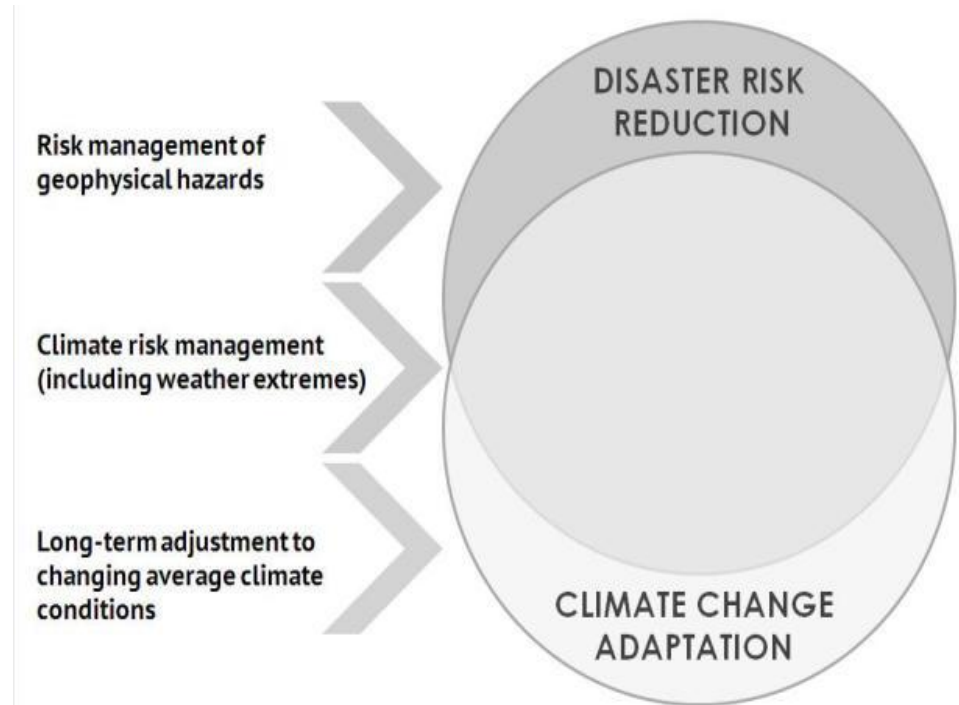 DISASTER RISK
REDUCTION
Risk management of
geophysical hazards
Climate risk management
(including weather extremes)
Long-term adjustment to
changing average climate
conditions
CLIMATE CHANGE
ADAPTATION